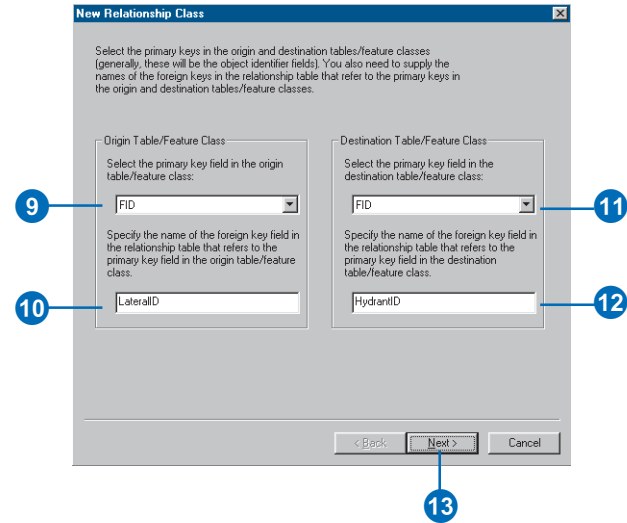 New Relationship Class
Select the primary keys in the origin and destination tables/feature classes
(generally, these will be the object identifier fields). You also need to supply the
names of the foreign keys in the relationship table that refer to the primary keys in
the origin and destination tables/feature classes.
Origin Table/Feature Class
Select the primary key field in the origin
table/feature class:
9
FID
Specify the name of the foreign key field in
the relationship table that refers to the
primary key field in the origin table/feature
class.
10
LateralID
Destination Table/Feature Class
Select the primary key field in the
destination table/feature class:
FID
11
Specify the name of the foreign key field in
the relationship table that refers to the
primary key field in the destination
table/feature class.
HydrantID
12
< Back
Next >
Cancel
13